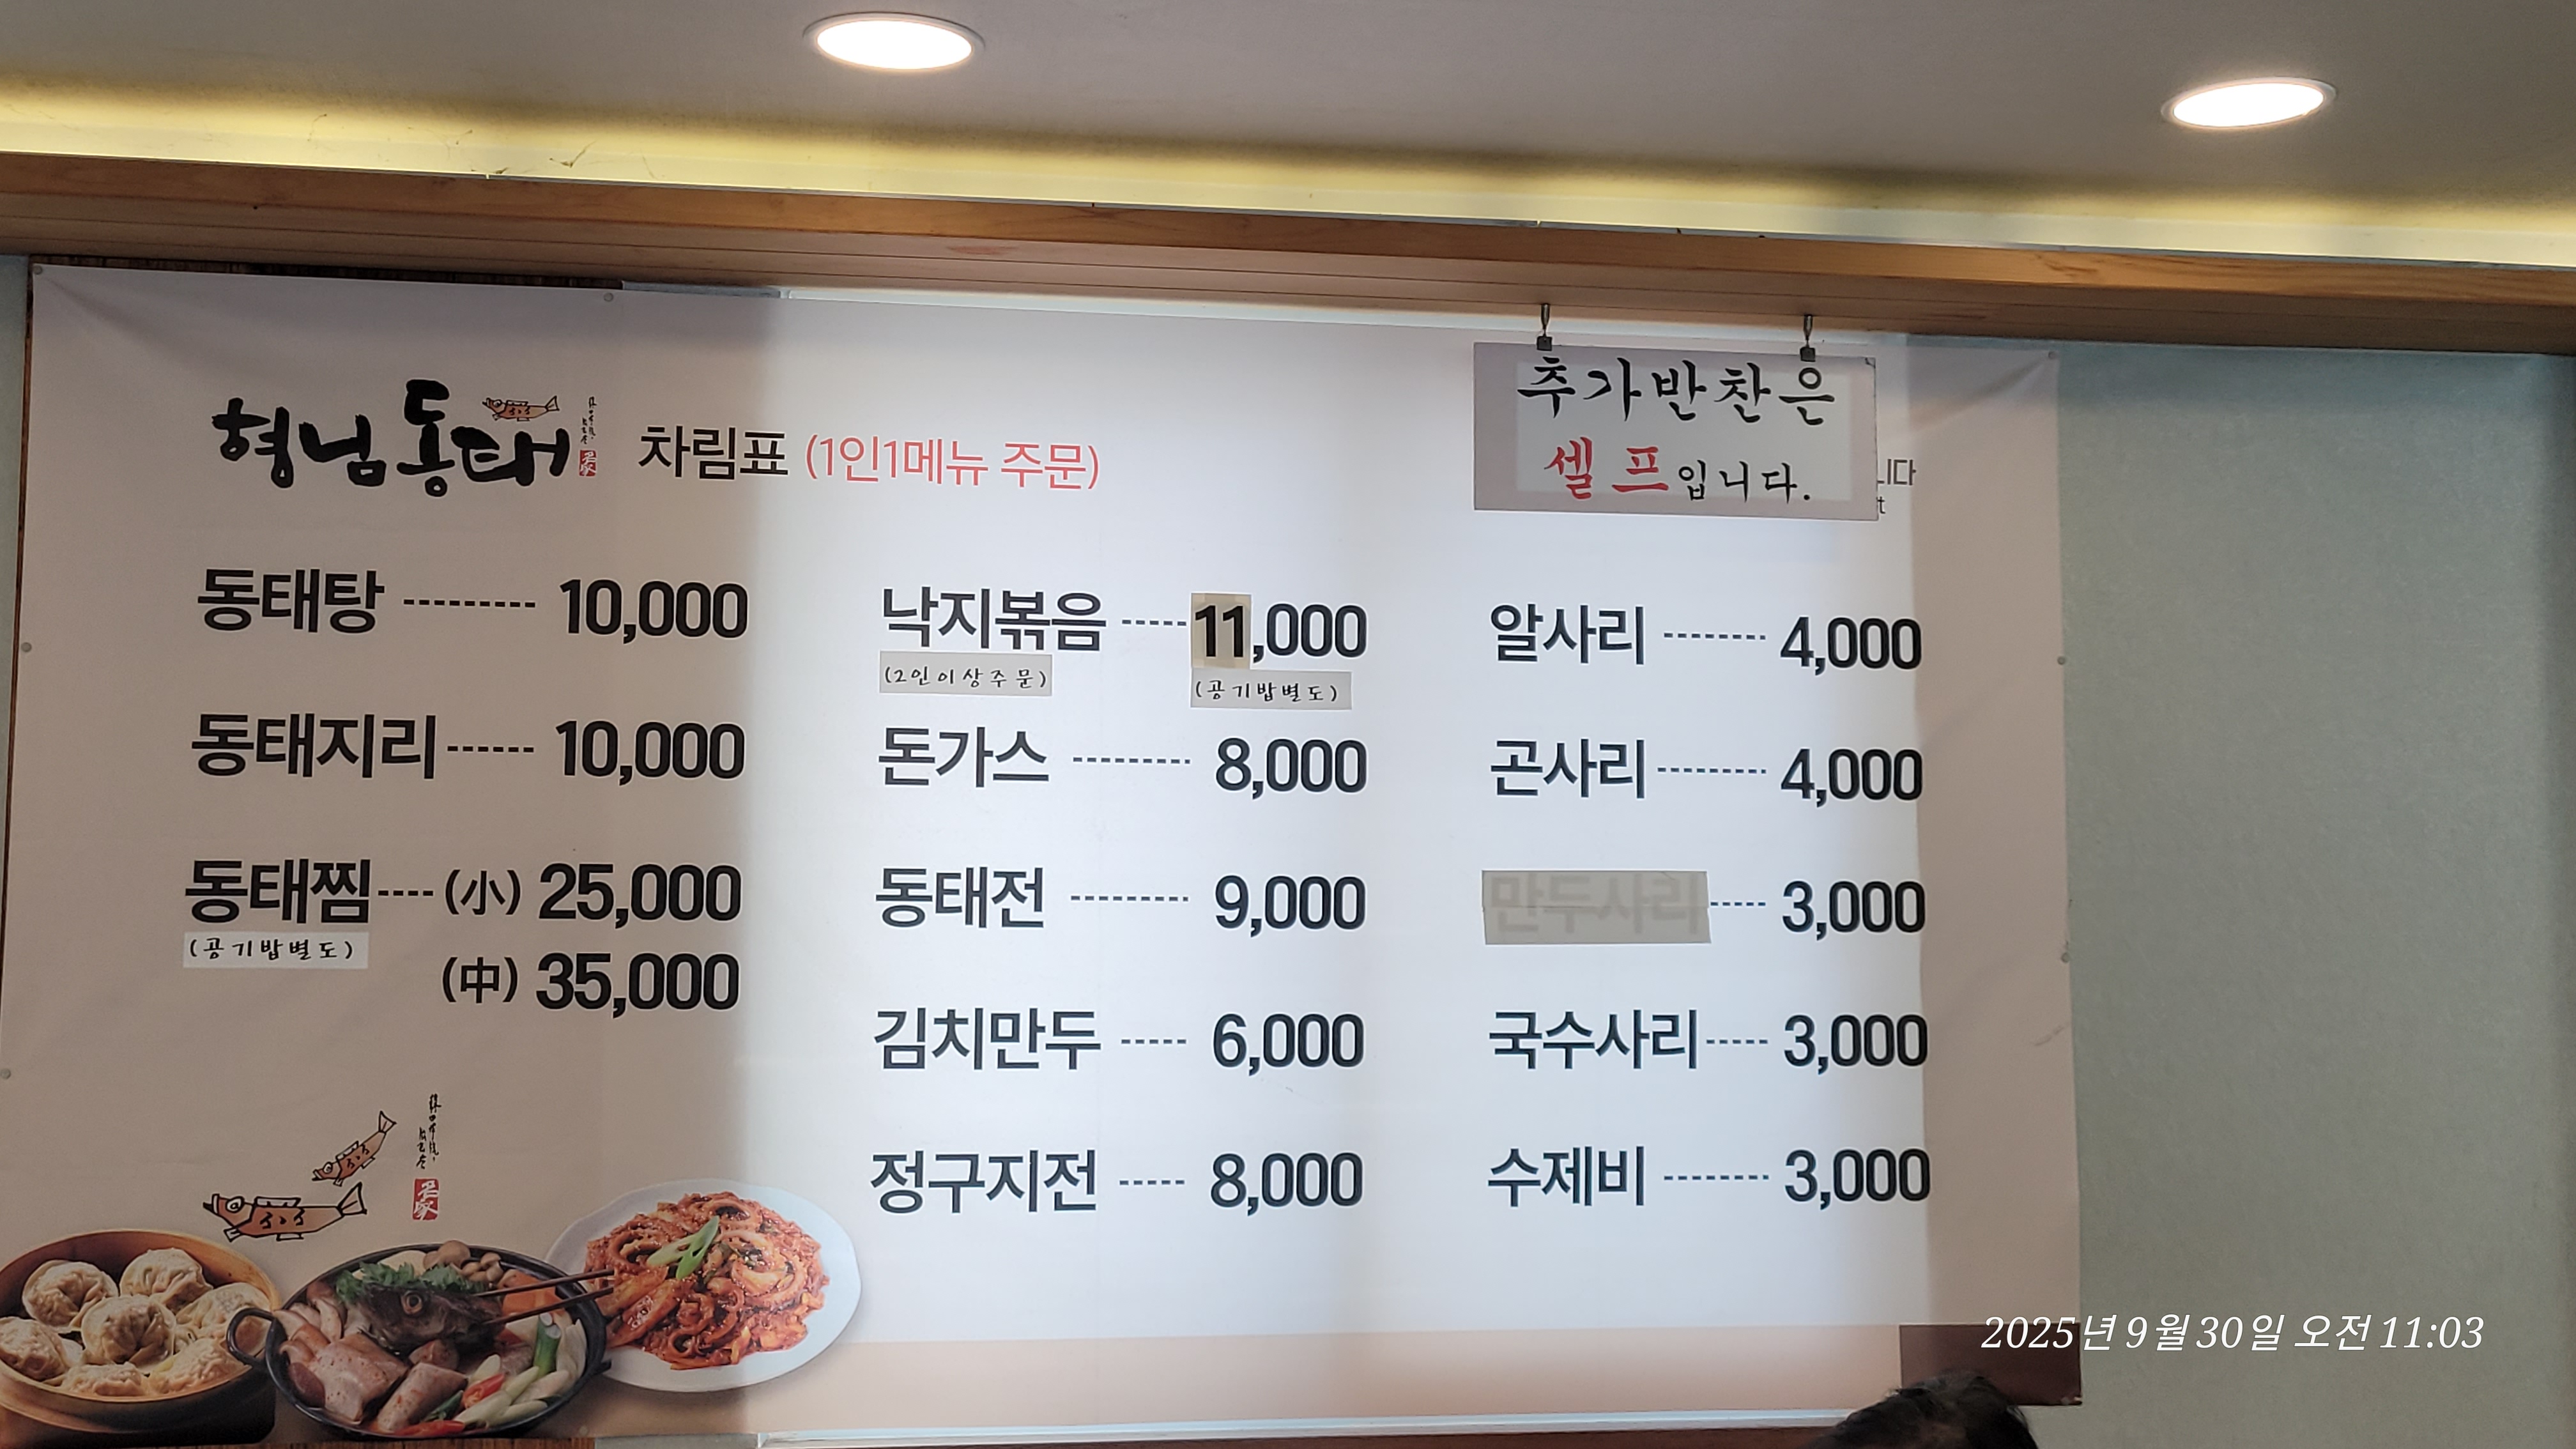 형님동태 차림표 (1인1메뉴 주문)
추가반찬은
셀프입니다.
니다
동태탕 --------- 10,000
동태지리 ------ 10,000
동태찜 ---- (小) 25,000
(공기밥별도)
(中) 35,000
낙지볶음 ----- 11,000
(2인이상주문) (공기밥별도)
돈가스 --------- 8,000
동태전 --------- 9,000
김치만두 ----- 6,000
정구지전 ----- 8,000
알사리 -------- 4,000
곤사리 --------- 4,000
만두사리 ----- 3,000
국수사리 ----- 3,000
수제비 -------- 3,000
2025년 9월 30일 오전 11:03